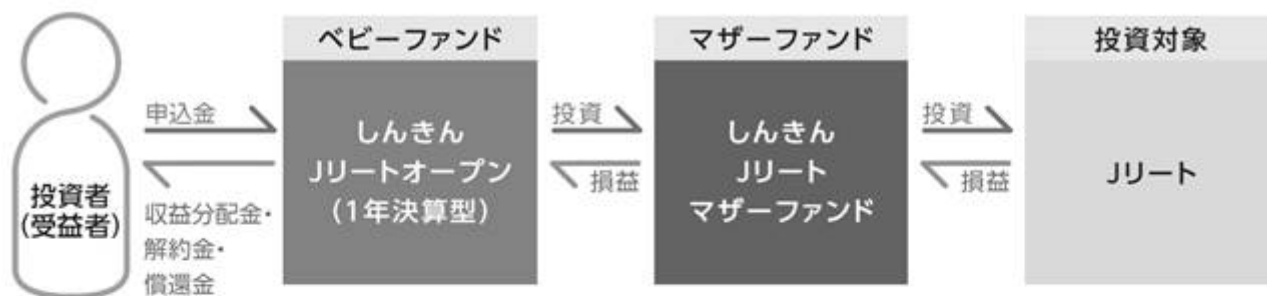 ベビーファンド
マザーファンド
投資対象
申込金
投資
投資
しんきん
Jリートオープン
(1年決算型)
しんきん
Jリート
マザーファンド
Jリート
損益
損益
投資者
(受益者)
収益分配金・
解約金・
償還金